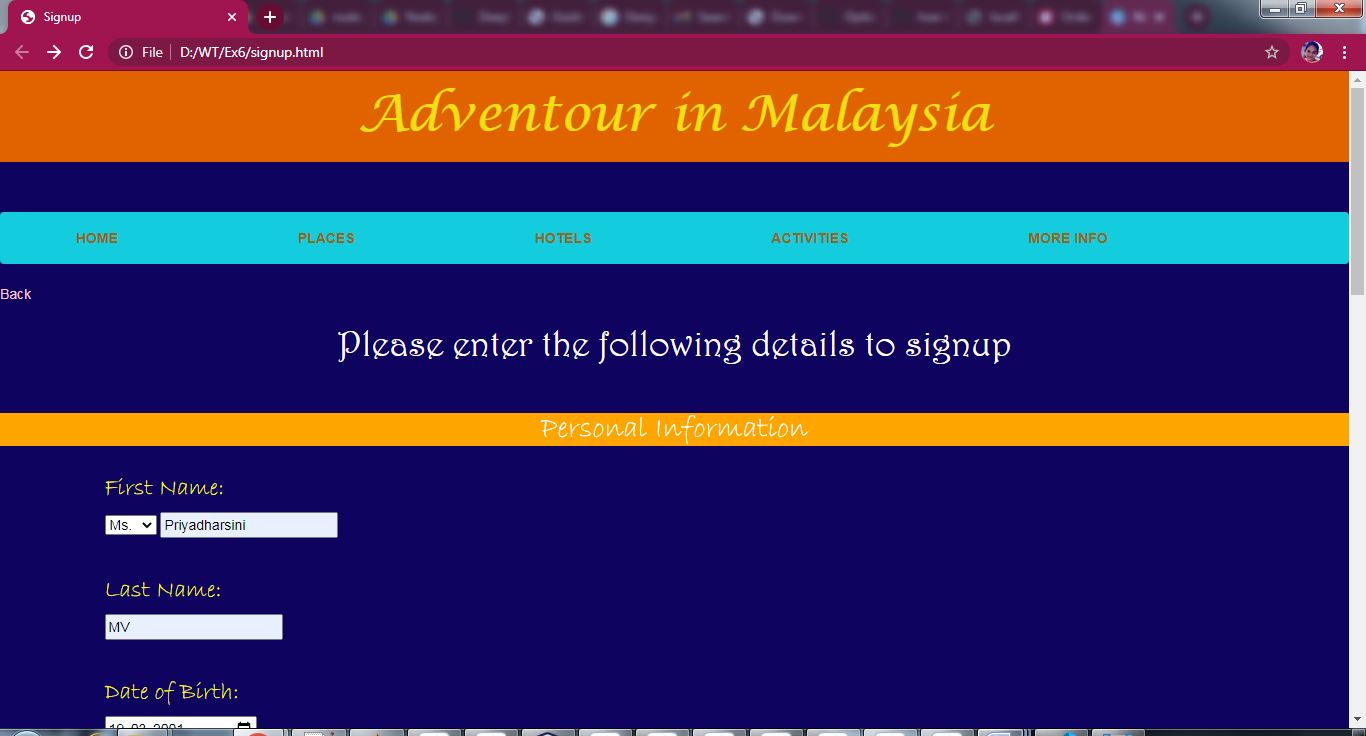 Signup
File D:/WT/Ex6/signup.html
Adventour in Malaysia
HOME PLACES HOTELS ACTIVITIES MORE INFO
Back
Please enter the following details to signup
Personal Information
First Name:
Ms. Priyadharsini
Last Name:
MV
Date of Birth: